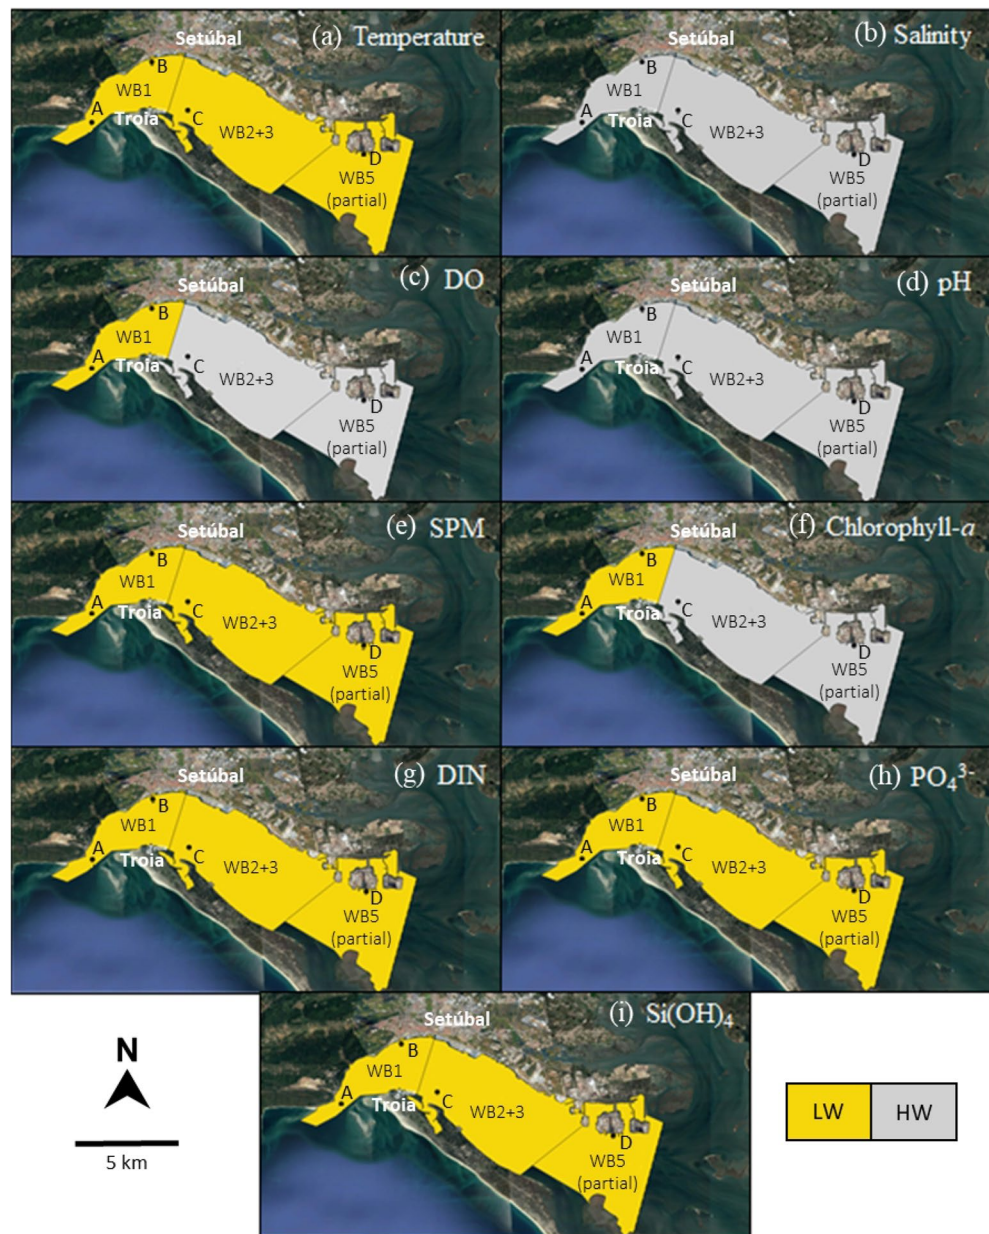 Setúbal
(a) Temperature
B
WB1
A
Troia
C
WB2+3
D
WB5
(partial)
Setúbal
(b) Salinity
B
WB1
A
Troia
C
WB2+3
D
WB5
(partial)
Setúbal
(c) DO
B
WB1
A
Troia
C
WB2+3
D
WB5
(partial)
Setúbal
(d) pH
B
WB1
A
Troia
C
WB2+3
D
WB5
(partial)
Setúbal
(e) SPM
B
WB1
A
Troia
C
WB2+3
D
WB5
(partial)
Setúbal
(f) Chlorophyll-a
B
WB1
A
Troia
C
WB2+3
D
WB5
(partial)
Setúbal
(g) DIN
B
WB1
A
Troia
C
WB2+3
D
WB5
(partial)
Setúbal
(h) PO₄³⁻
B
WB1
A
Troia
C
WB2+3
D
WB5
(partial)
Setúbal
(i) Si(OH)₄
B
WB1
A
Troia
C
WB2+3
D
WB5
(partial)
N
5 km
LW HW